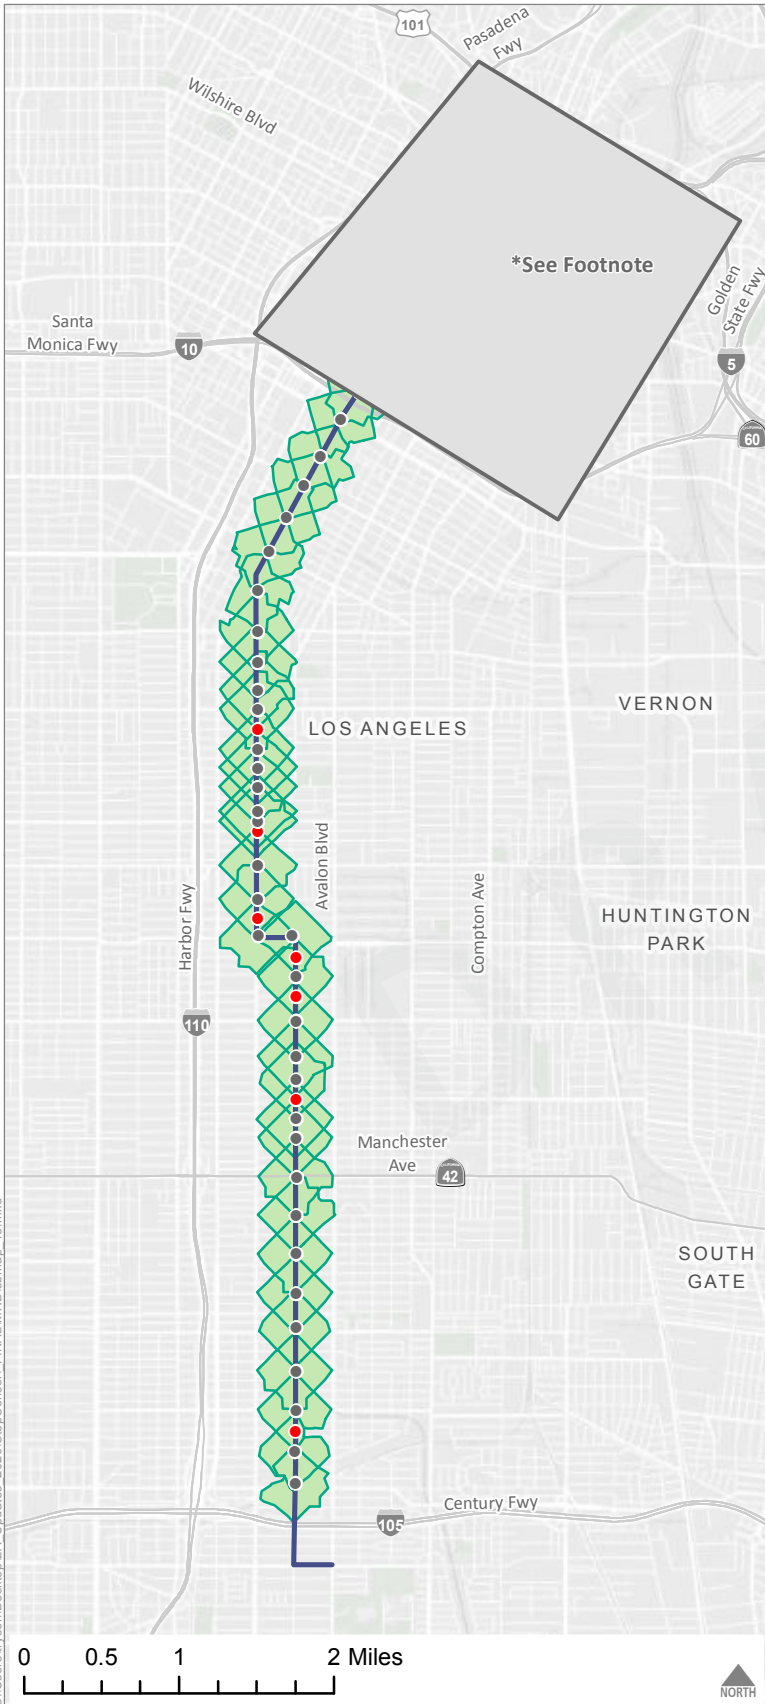 101
Pasadena
Fwy
Wilshire Blvd
*See Footnote
Golden
State Fwy
Santa
Monica Fwy
10
5
60
VERNON
LOS ANGELES
Avalon Blvd
Harbor Fwy
Compton Ave
HUNTINGTON
PARK
110
Manchester
Ave
42
SOUTH
GATE
Century Fwy
105
0
0.5
1
2 Miles
NORTH